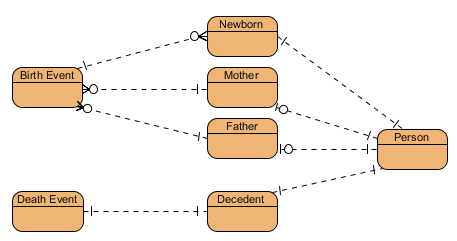 Newborn
Birth Event
Mother
Father
Person
Death Event
Decedent